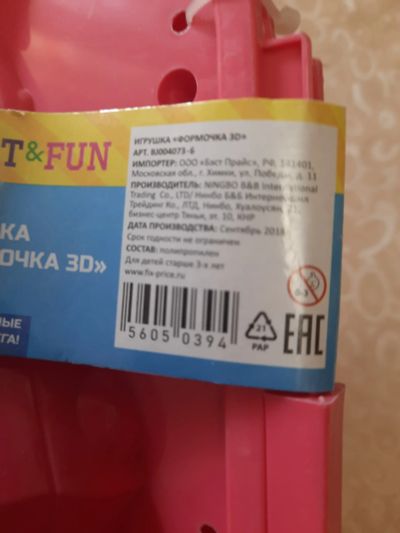 T&FUN
КА
ОЧКА 3D»
НЫЕ
ГА!
ИГРУШКА «ФОРМОЧКА 3D»
АРТ. BJ004073-6
ИМПОРТЕР: ООО «Бэст Прайс», РФ, 141401,
Московская обл., г. Химки, ул. Победы, д. 11
ПРОИЗВОДИТЕЛЬ: NINGBO B&B International
Trading Co., LTD/ Нинбо Б&Б Интернешнл
Трейдинг Ко., ЛТД, Нинбо,
бизнес-центр Тяньи, эт. 10, КНР
ДАТА ПРОИЗВОДСТВА: Сентябрь 2018
Срок годности не ограничен
СОСТАВ: полипропилен
Для детей старше 3-х лет
www.fix-price.ru
0-3
5605 0394
21
PAP
EAC